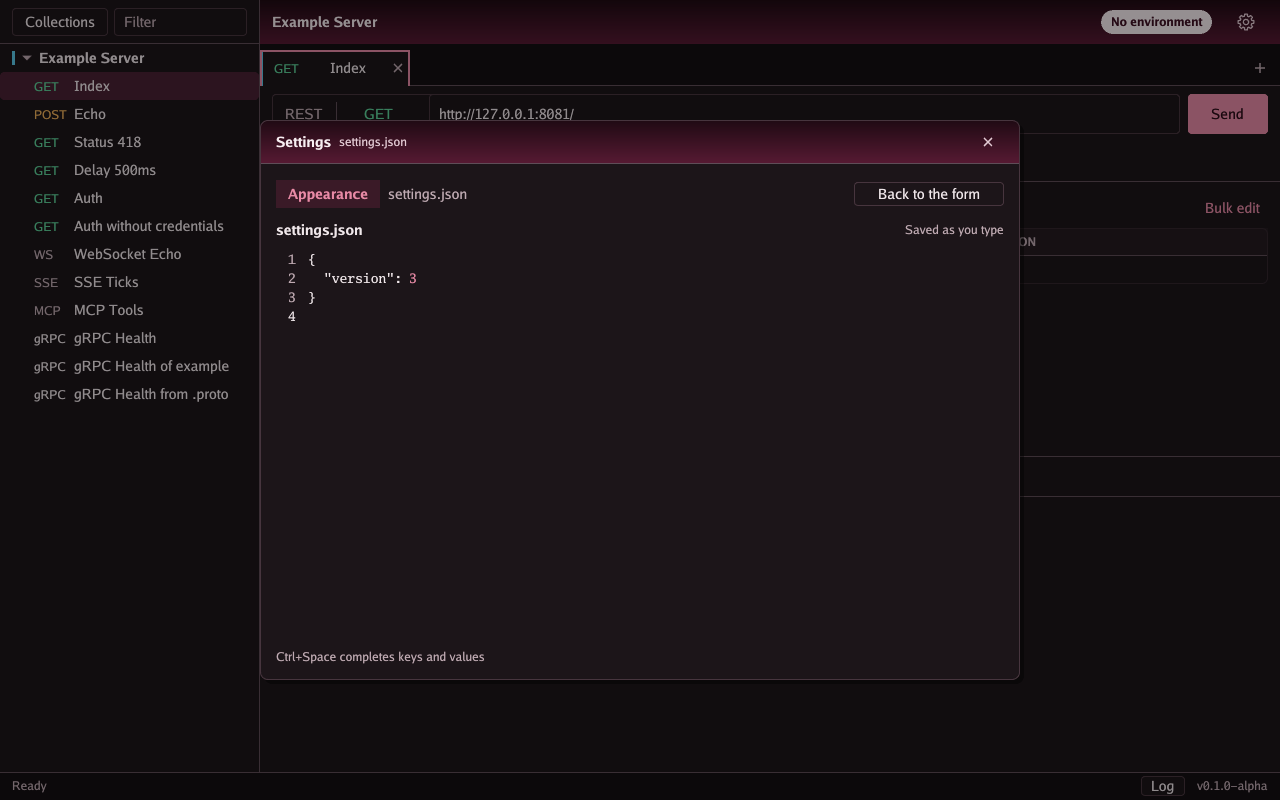 Collections
Filter
Example Server
No environment
Example Server
GET Index
POST Echo
GET Status 418
GET Delay 500ms
GET Auth
GET Auth without credentials
WS WebSocket Echo
SSE SSE Ticks
MCP MCP Tools
gRPC gRPC Health
gRPC gRPC Health of example
gRPC gRPC Health from .proto
GET Index
REST GET http://127.0.0.1:8081/ Send
Settings settings.json
Appearance settings.json Back to the form
settings.json Saved as you type
1 {
2 "version": 3
3 }
4
Ctrl+Space completes keys and values
Bulk edit
ON
Ready
Log
v0.1.0-alpha